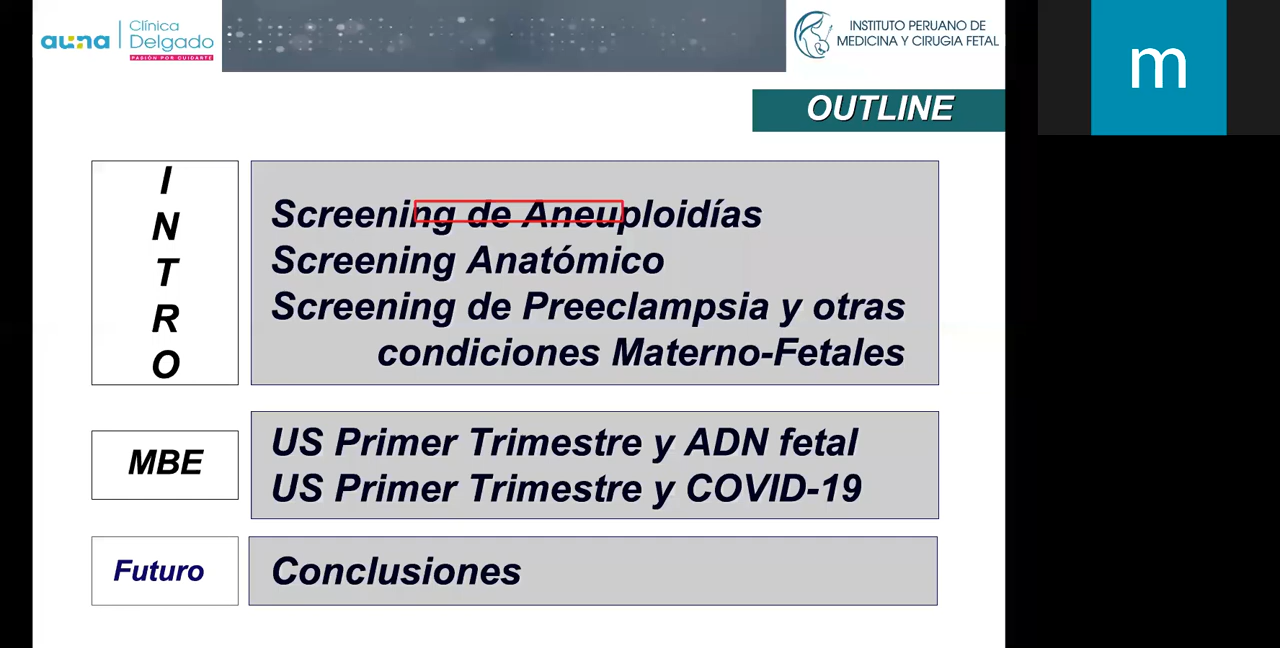 auna
Clínica
Delgado
PASIÓN POR CUIDARTE
INSTITUTO PERUANO DE
MEDICINA Y CIRUGIA FETAL
m
OUTLINE
I
N
T
R
O
Screening de Aneuploidías
Screening Anatómico
Screening de Preeclampsia y otras
condiciones Materno-Fetales
MBE
US Primer Trimestre y ADN fetal
US Primer Trimestre y COVID-19
Futuro
Conclusiones